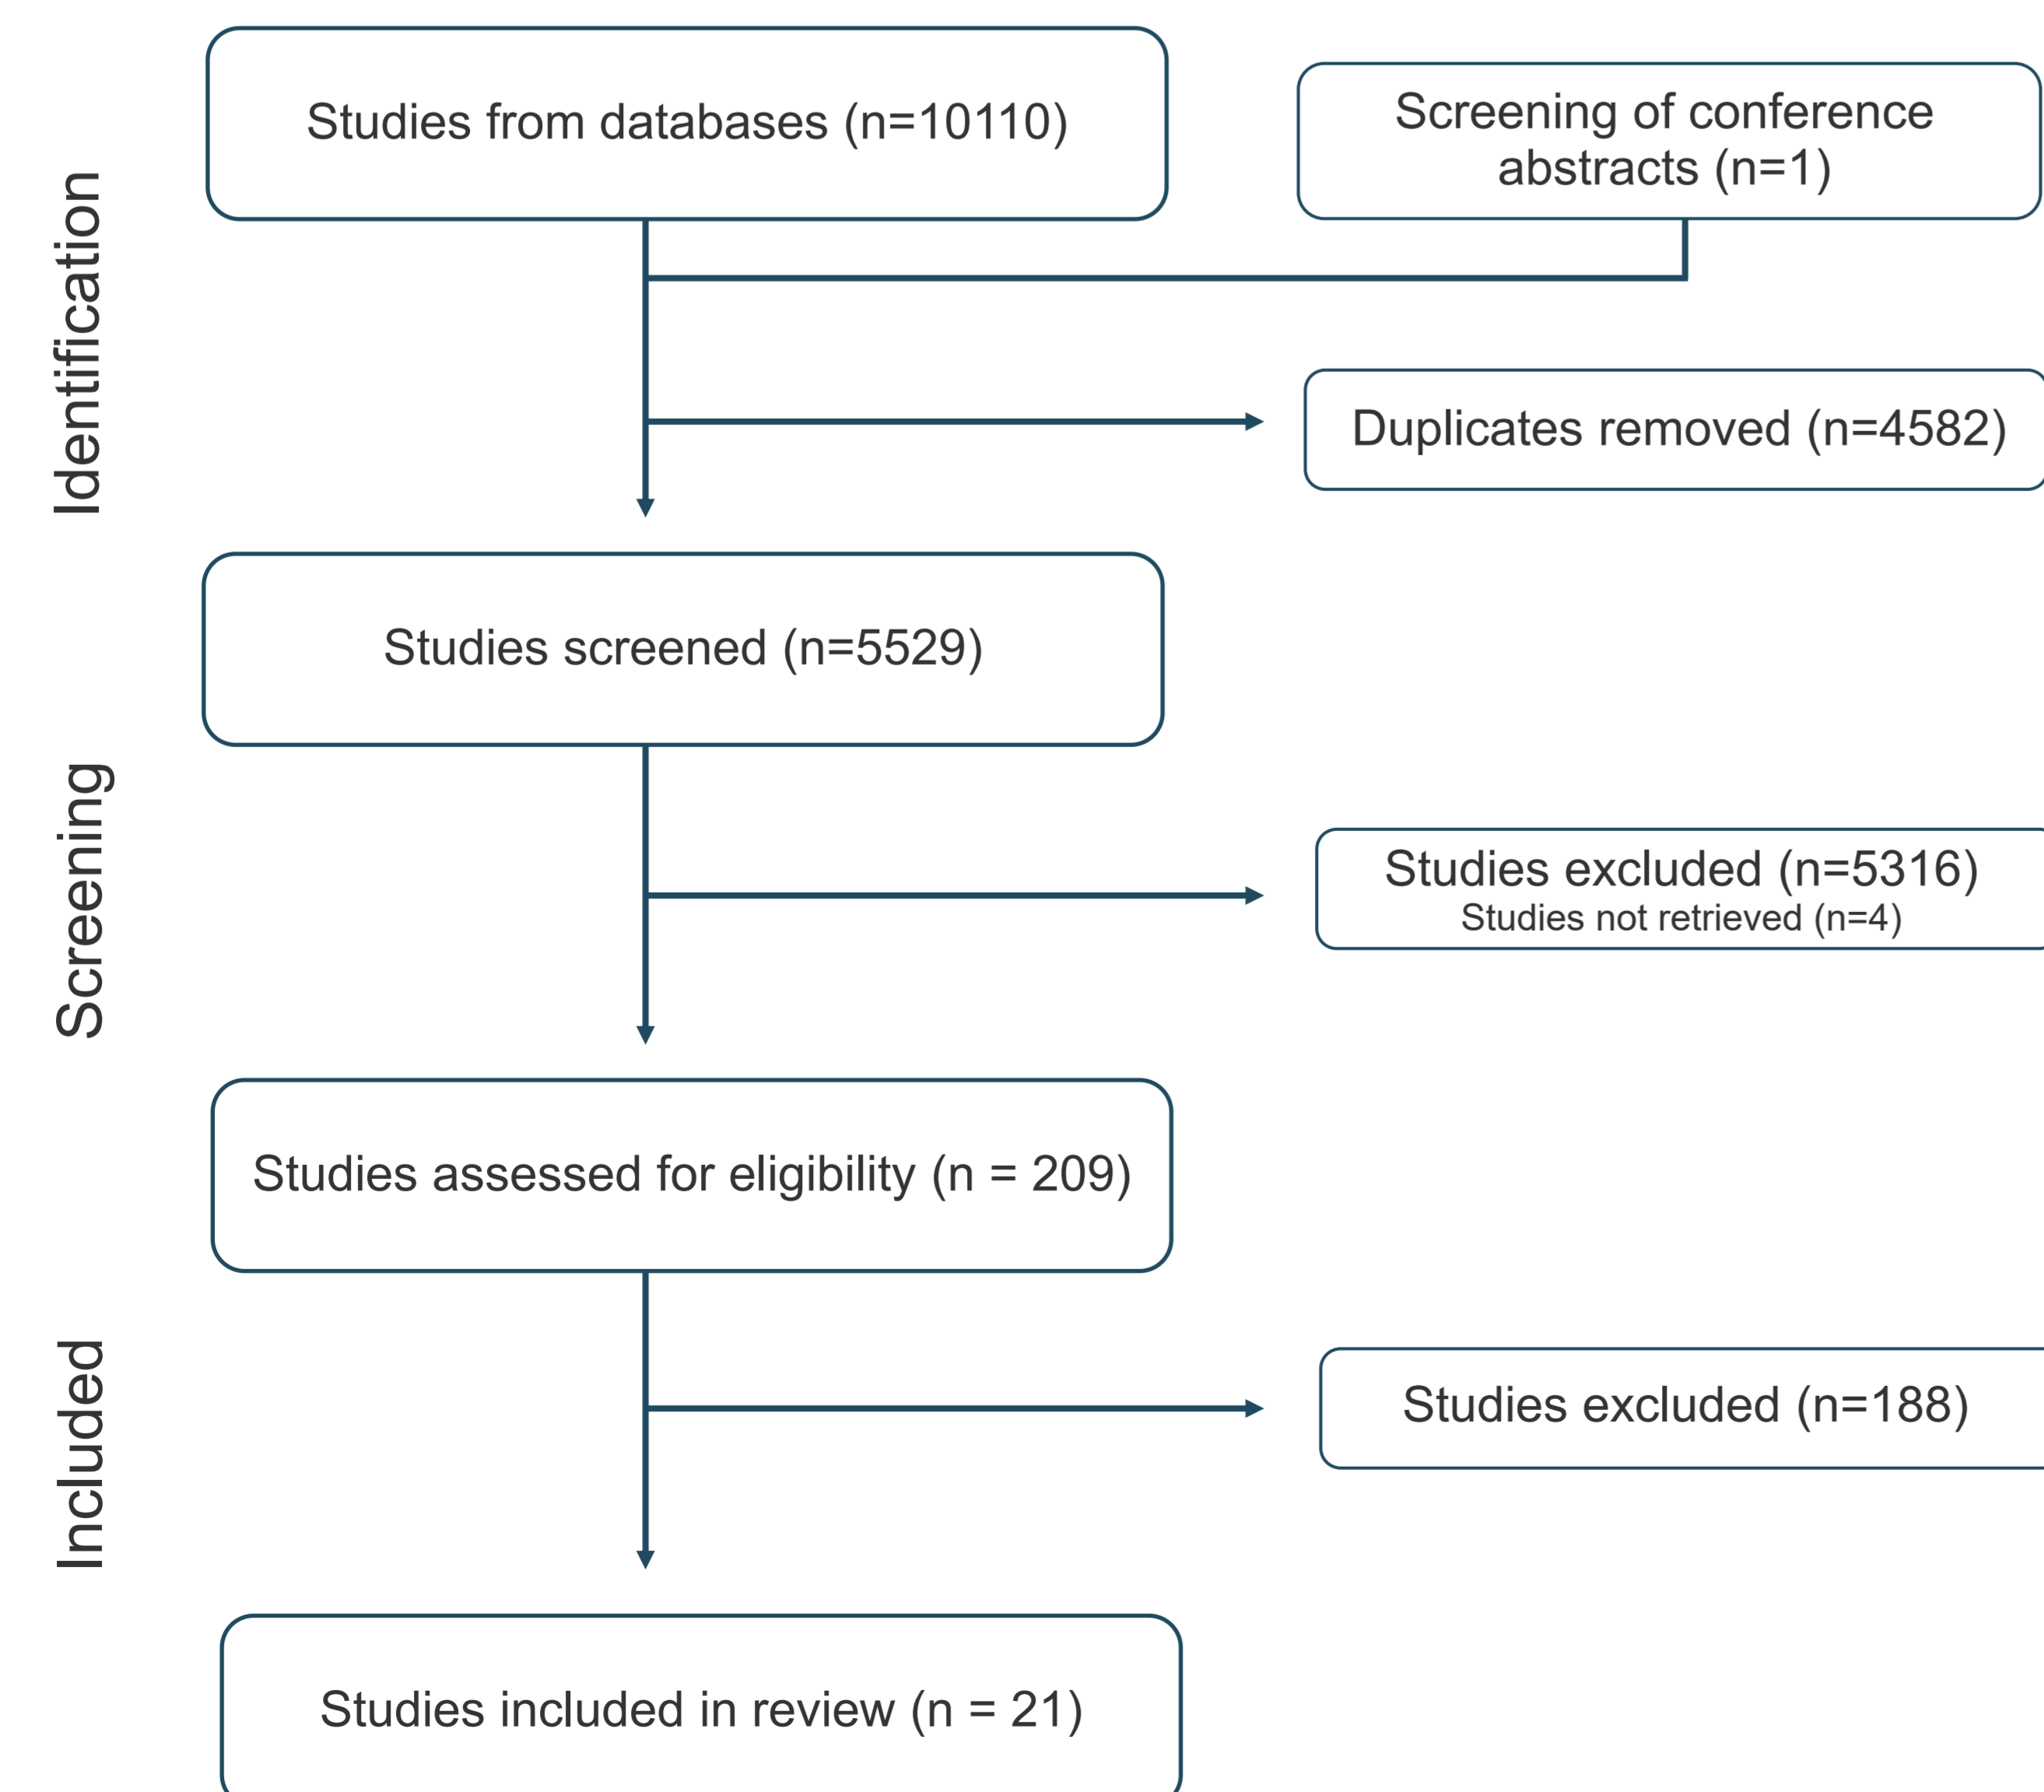 Identification
Studies from databases (n=10110)
Screening of conference
abstracts (n=1)
Duplicates removed (n=4582)
Screening
Studies screened (n=5529)
Studies excluded (n=5316)
Studies not retrieved (n=4)
Studies assessed for eligibility (n = 209)
Included
Studies excluded (n=188)
Studies included in review (n = 21)